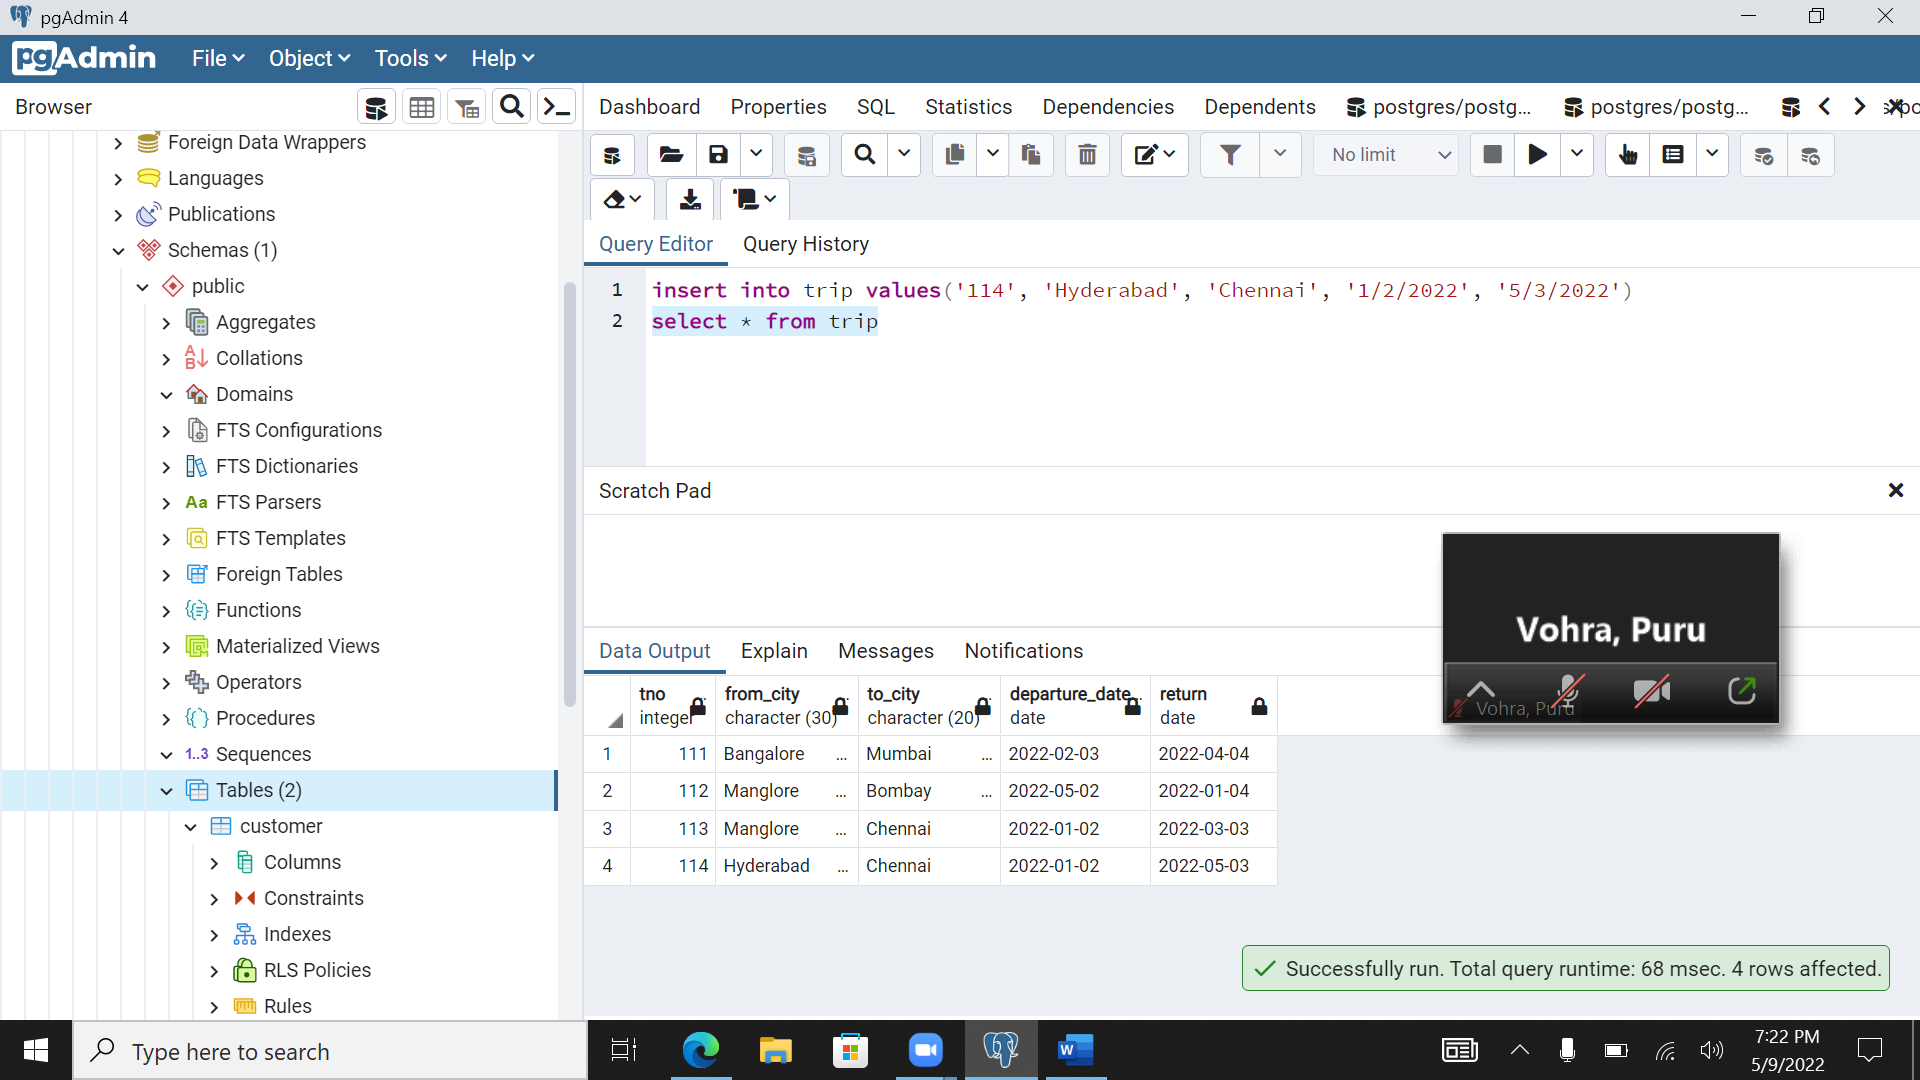 pgAdmin 4
pgAdmin File Object Tools Help
Browser
Dashboard Properties SQL Statistics Dependencies Dependents postgres/postg... postgres/postg...
No limit
Foreign Data Wrappers
Languages
Publications
Schemas (1)
public
Aggregates
Collations
Domains
FTS Configurations
FTS Dictionaries
Aa FTS Parsers
FTS Templates
Foreign Tables
Functions
Materialized Views
Operators
Procedures
1..3 Sequences
Tables (2)
customer
Columns
Constraints
Indexes
RLS Policies
Rules
Query Editor Query History
1 insert into trip values('114', 'Hyderabad', 'Chennai', '1/2/2022', '5/3/2022')
2 select * from trip
Scratch Pad
Vohra, Puru
Vohra, Puru
Data Output Explain Messages Notifications
tno from_city to_city departure_date return
integer character (30) character (20) date date
1 111 Bangalore ... Mumbai ... 2022-02-03 2022-04-04
2 112 Manglore ... Bombay ... 2022-05-02 2022-01-04
3 113 Manglore ... Chennai 2022-01-02 2022-03-03
4 114 Hyderabad ... Chennai 2022-01-02 2022-05-03
Successfully run. Total query runtime: 68 msec. 4 rows affected.
Type here to search
W
7:22 PM
5/9/2022